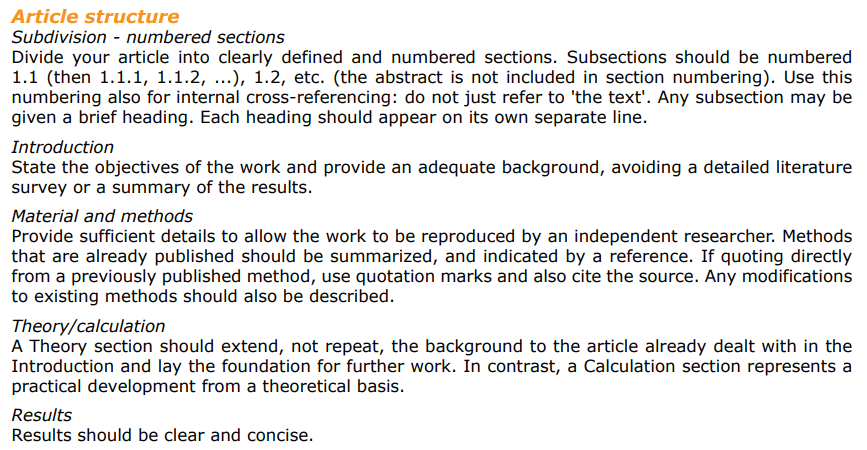 Article structure
Subdivision - numbered sections
Divide your article into clearly defined and numbered sections. Subsections should be numbered
1.1 (then 1.1.1, 1.1.2, ...), 1.2, etc. (the abstract is not included in section numbering). Use this
numbering also for internal cross-referencing: do not just refer to 'the text'. Any subsection may be
given a brief heading. Each heading should appear on its own separate line.
Introduction
State the objectives of the work and provide an adequate background, avoiding a detailed literature
survey or a summary of the results.
Material and methods
Provide sufficient details to allow the work to be reproduced by an independent researcher. Methods
that are already published should be summarized, and indicated by a reference. If quoting directly
from a previously published method, use quotation marks and also cite the source. Any modifications
to existing methods should also be described.
Theory/calculation
A Theory section should extend, not repeat, the background to the article already dealt with in the
Introduction and lay the foundation for further work. In contrast, a Calculation section represents a
practical development from a theoretical basis.
Results
Results should be clear and concise.